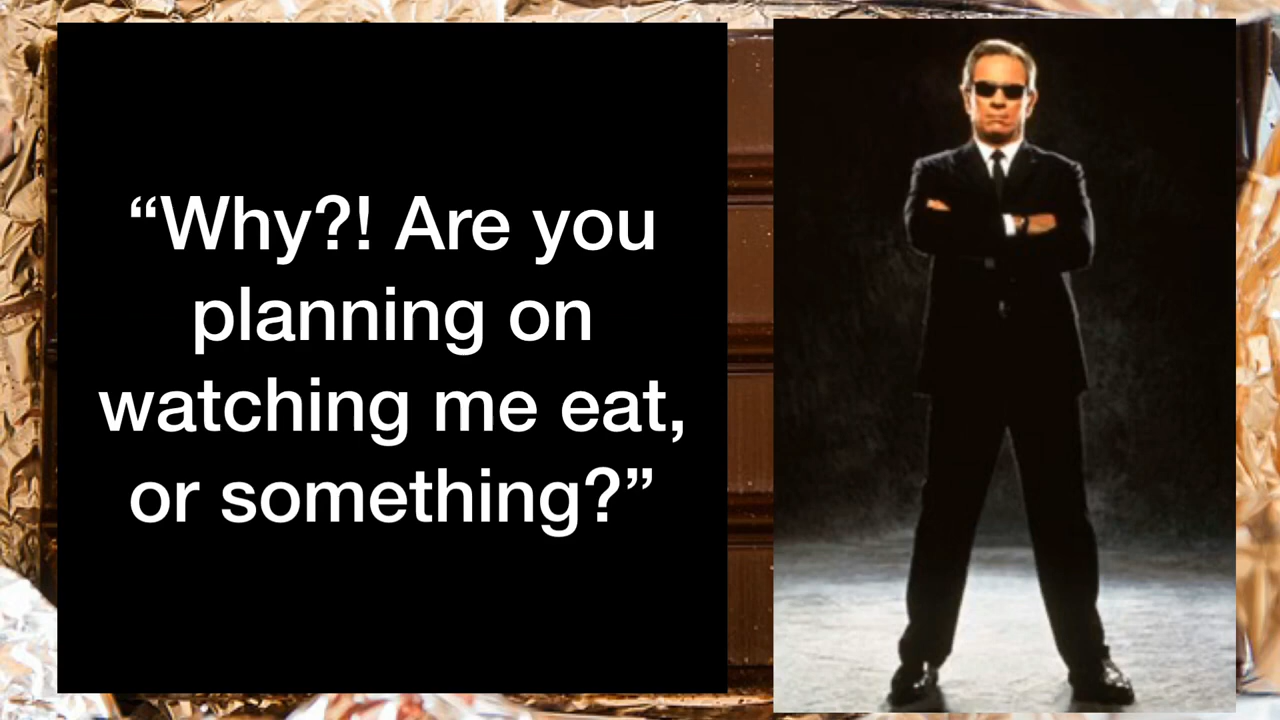 “Why?! Are you
planning on
watching me eat,
or something?”